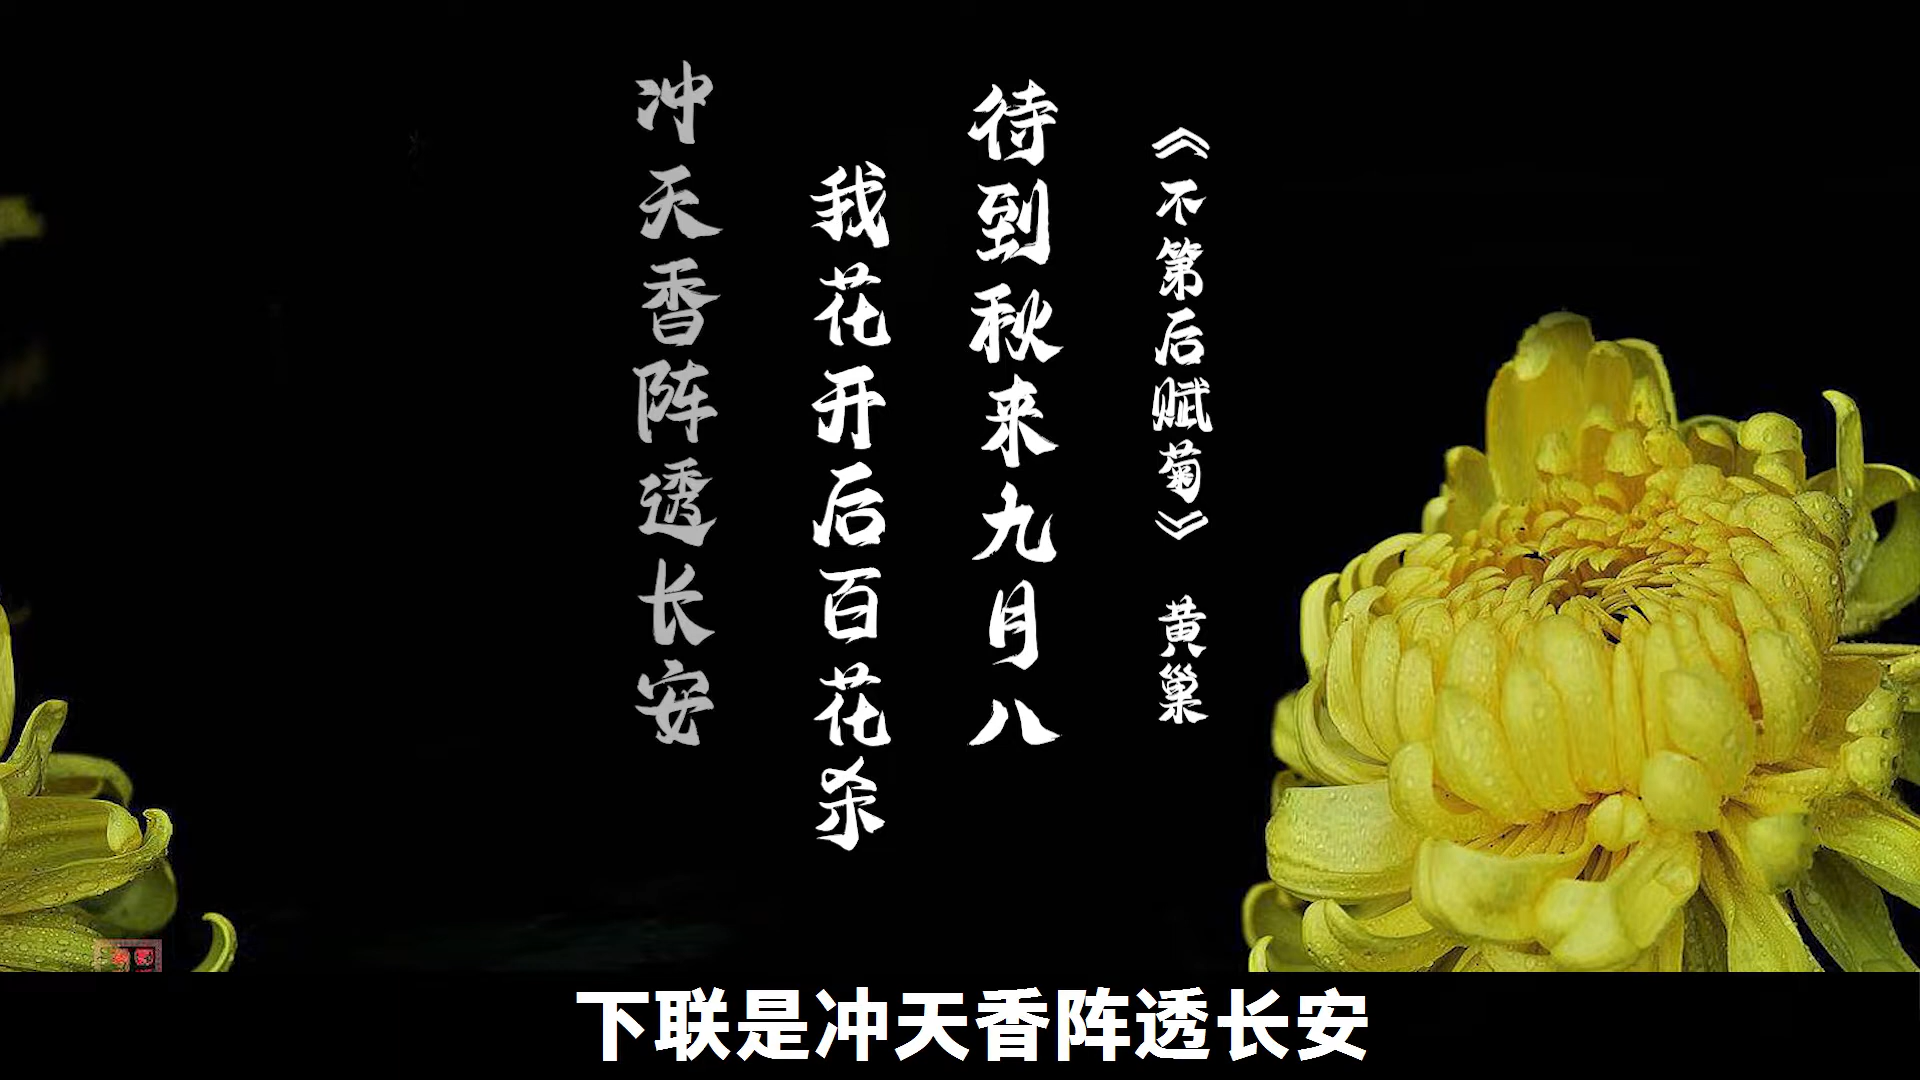 《不第后赋菊》 黄巢
待到秋来九月八
我花开后百花杀
冲天香阵透长安
下联是冲天香阵透长安